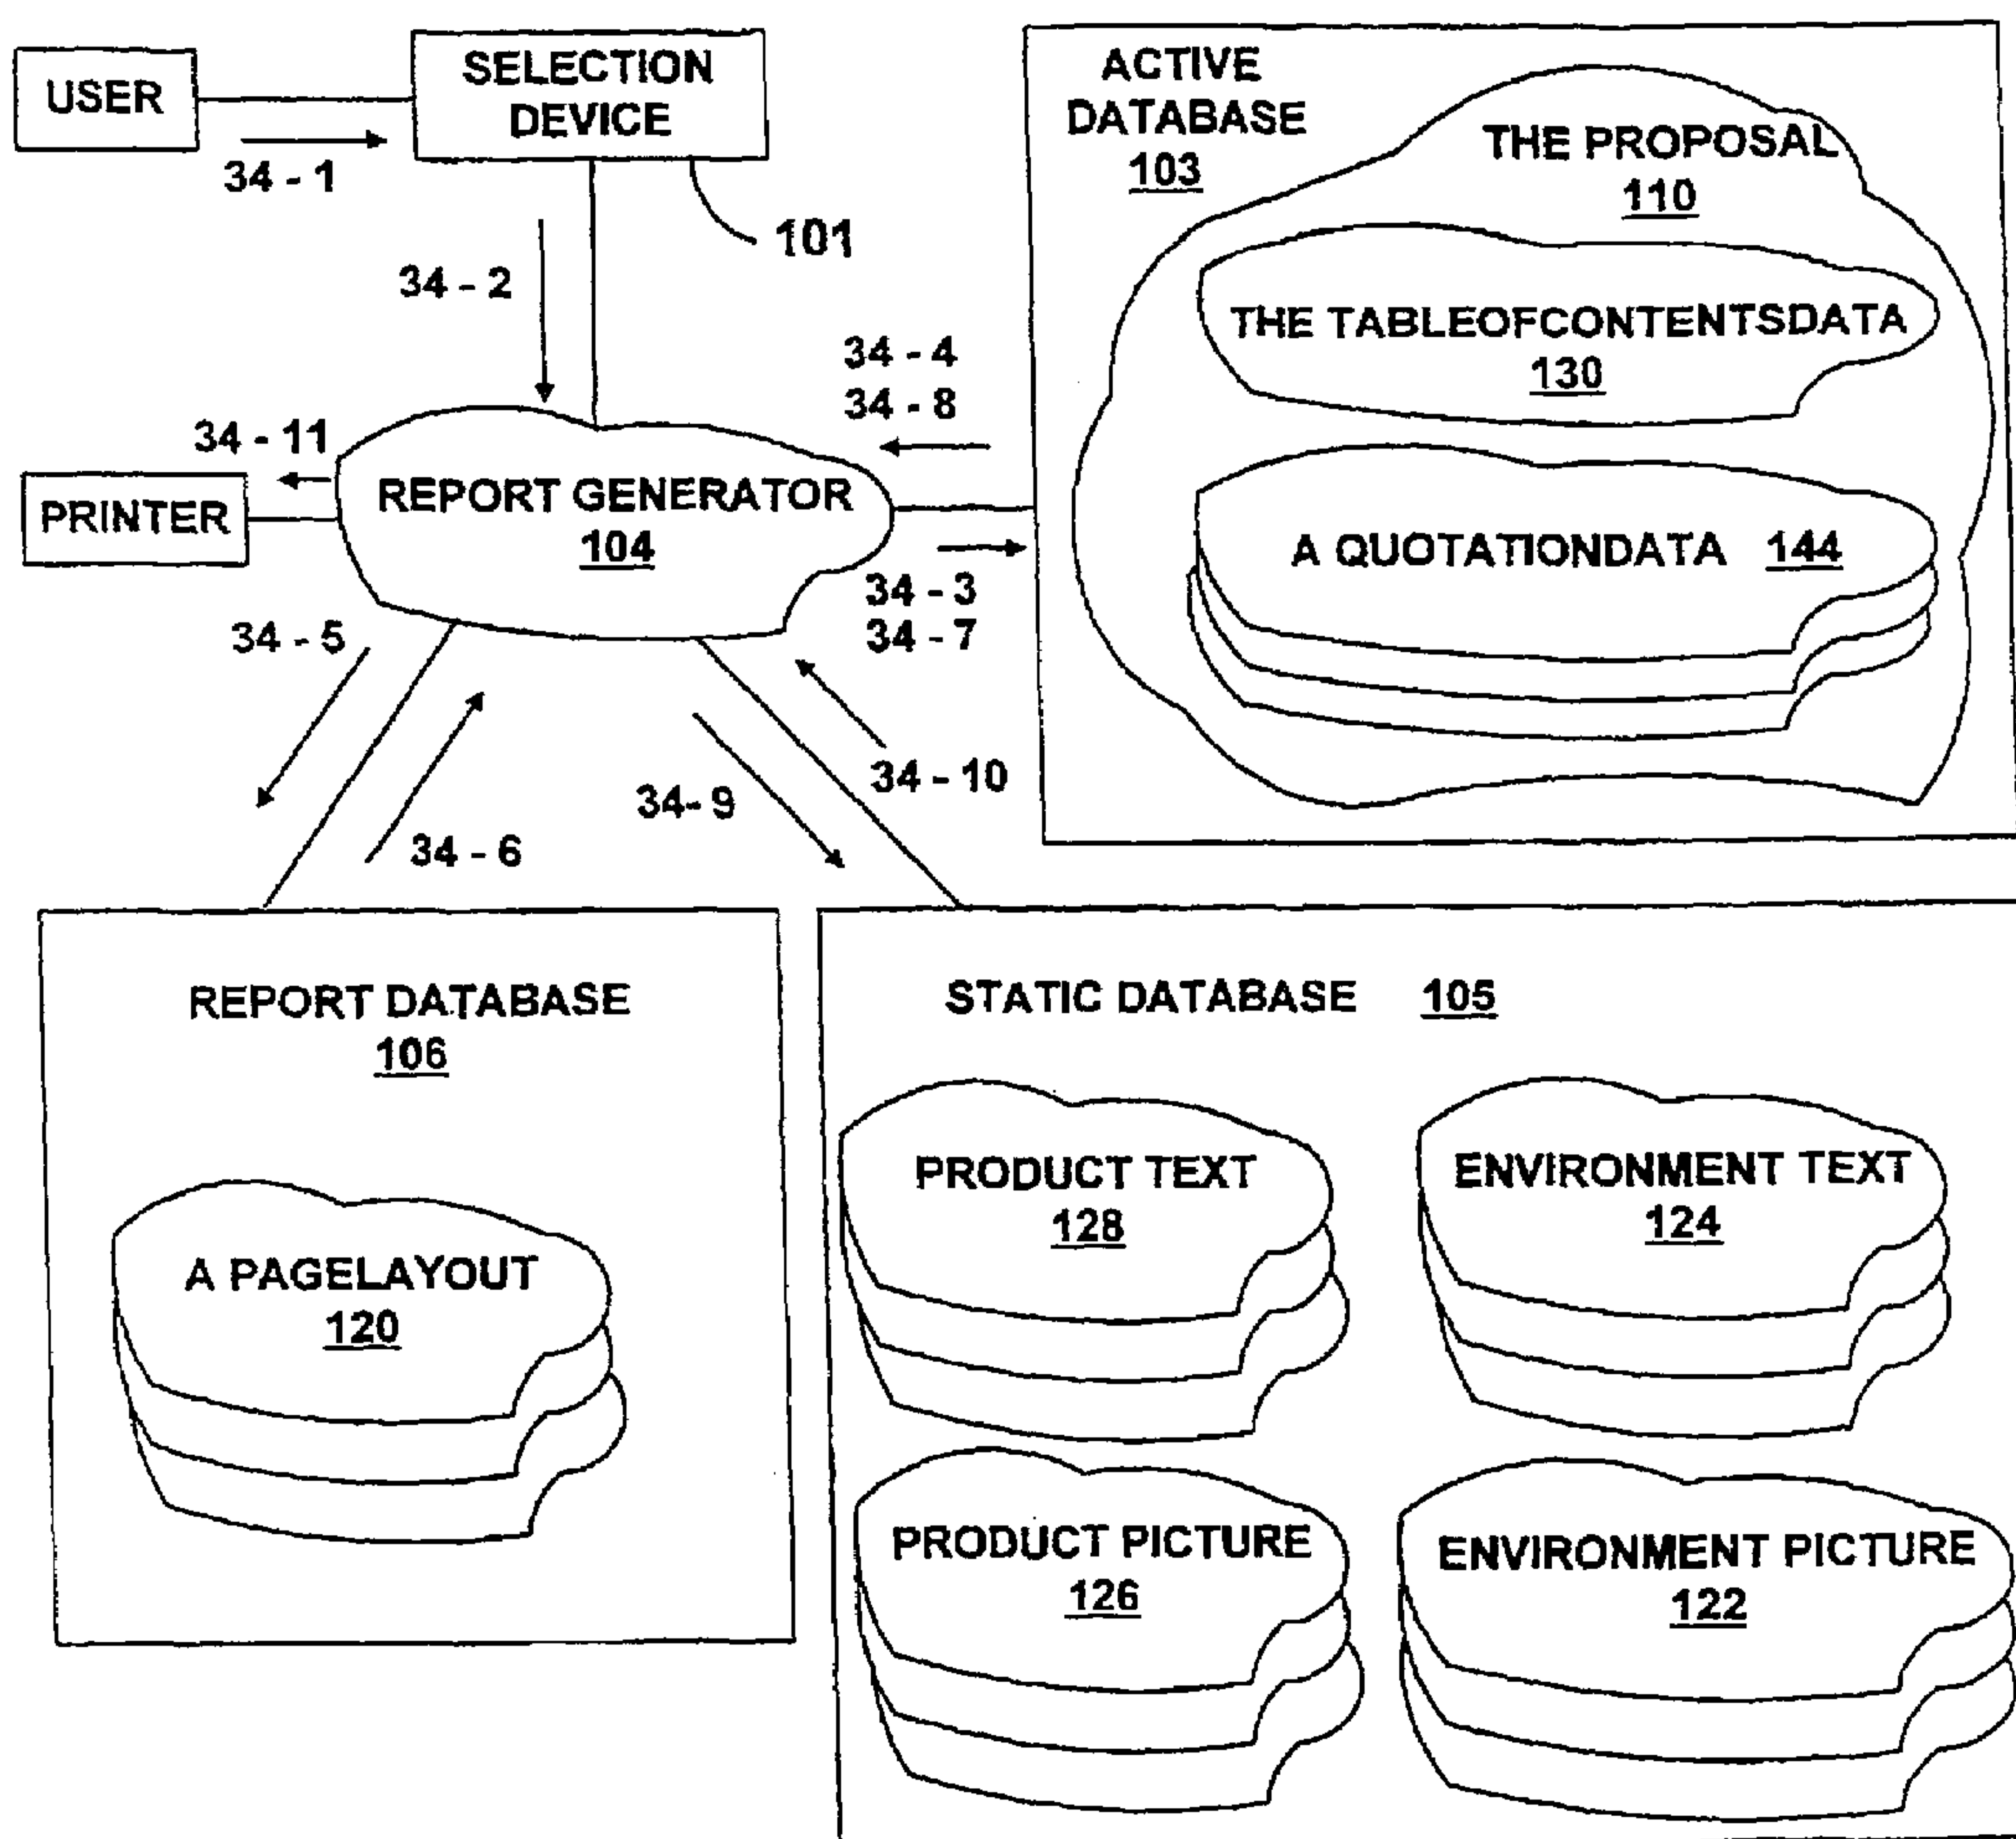 USER
SELECTION
DEVICE
34 - 1
101
34 - 2
ACTIVE
DATABASE
103
THE PROPOSAL
110
THE TABLEOFCONTENTSDATA
130
A QUOTATIONDATA 144
34 - 4
34 - 8
34 - 11
PRINTER
REPORT GENERATOR
104
34 - 3
34 - 7
34 - 5
34 - 6
34- 9
34 - 10
REPORT DATABASE
106
A PAGELAYOUT
120
STATIC DATABASE 105
PRODUCT TEXT
128
ENVIRONMENT TEXT
124
PRODUCT PICTURE
126
ENVIRONMENT PICTURE
122